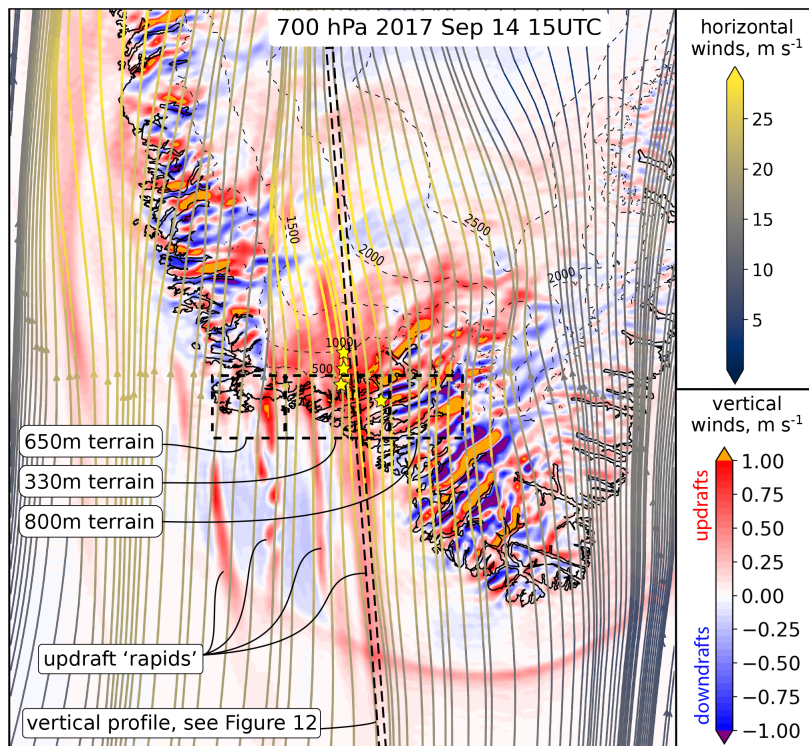 700 hPa 2017 Sep 14 15UTC
1500
2500
2000
2000
1000
500
650m terrain
330m terrain
800m terrain
updraft ‘rapids’
vertical profile, see Figure 12
horizontal
winds, m s⁻¹
25
20
15
10
5
vertical
winds, m s⁻¹
updrafts
downdrafts
1.00
0.75
0.50
0.25
0.00
−0.25
−0.50
−0.75
−1.00